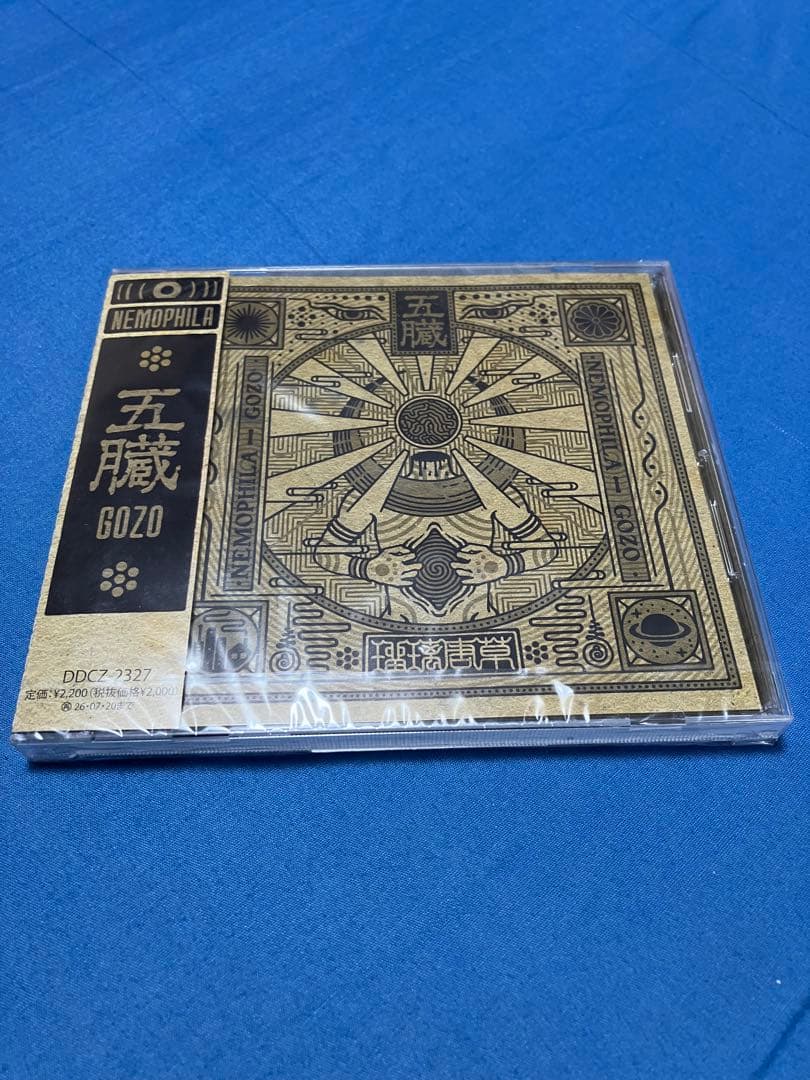 NEMOPHILA
五臓
GOZO
DDCZ-2327
定価:¥2,200(税抜価格¥2,000)
再 26・07・20まで
五臓
NEMOPHILA GOZO
NEMOPHILA GOZO
瑠璃唐草